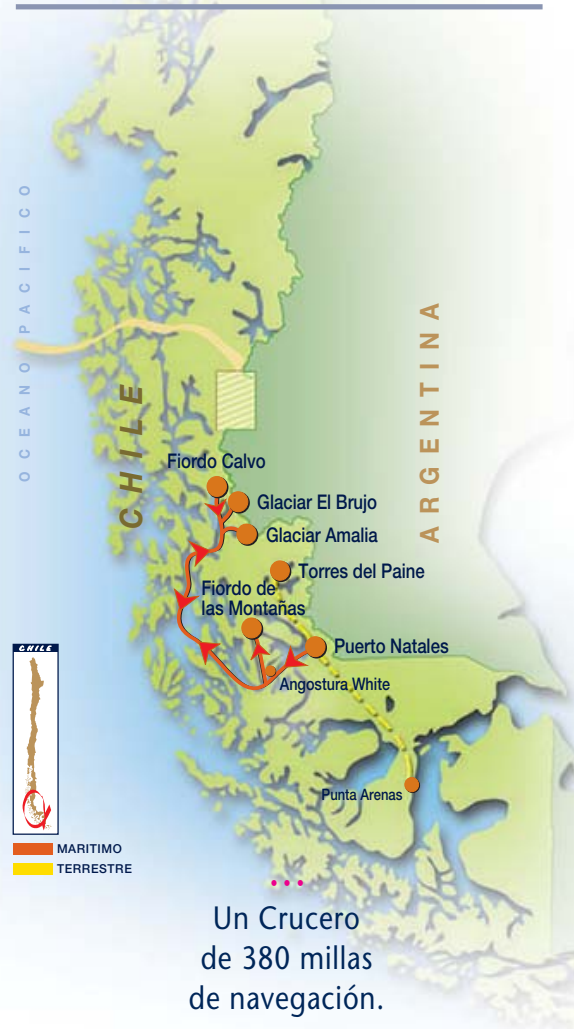 OCEANO PACIFICO
CHILE
ARGENTINA
Fiordo Calvo
Glaciar El Brujo
Glaciar Amalia
Torres del Paine
Fiordo de
las Montañas
Puerto Natales
Angostura White
Punta Arenas
CHILE
MARITIMO
TERRESTRE
...
Un Crucero
de 380 millas
de navegación.